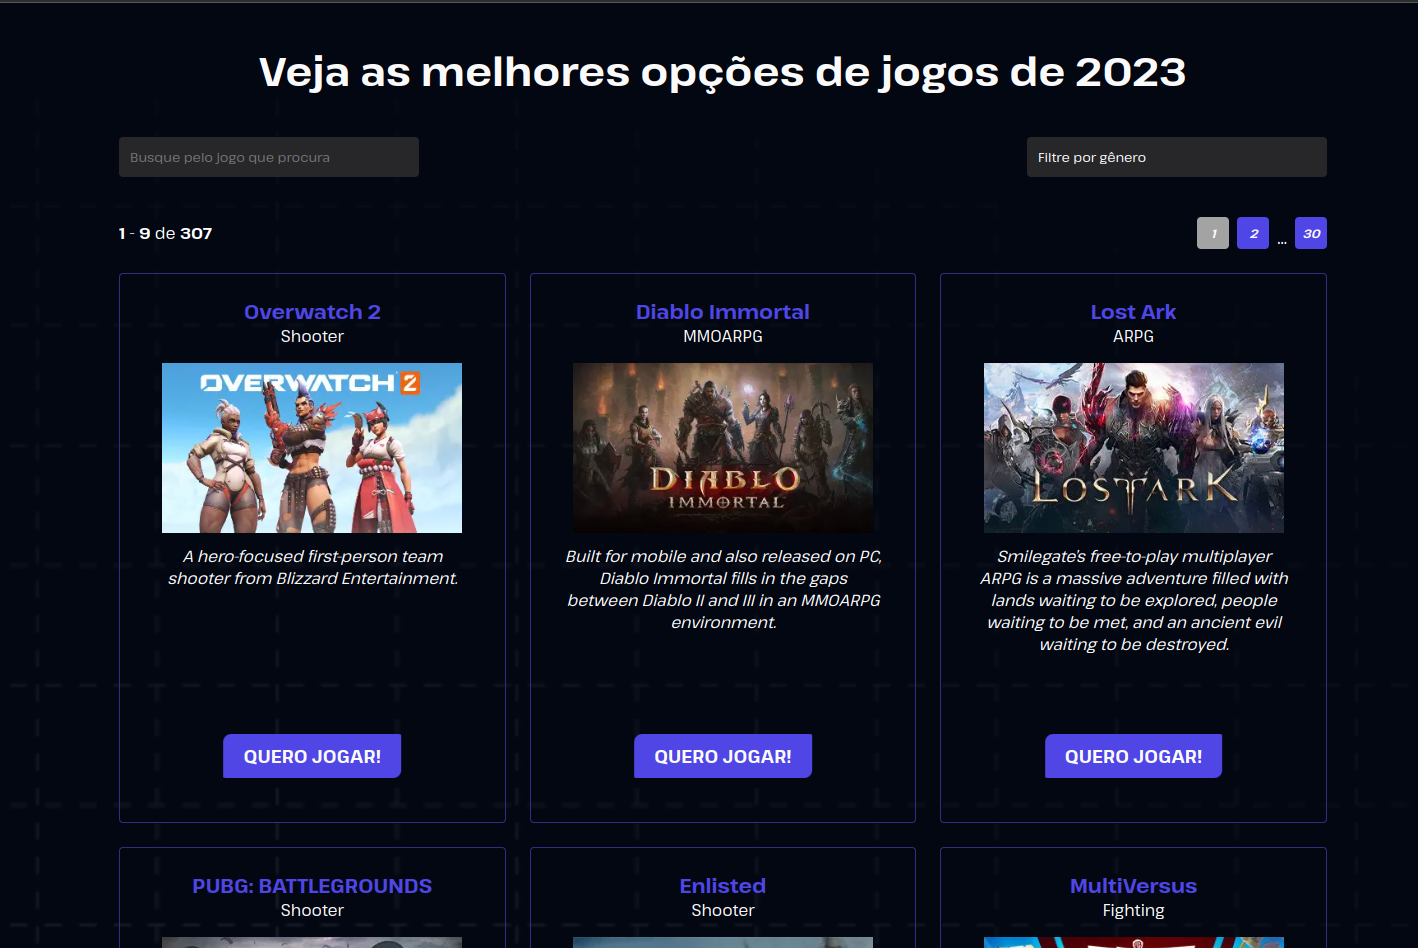 Veja as melhores opções de jogos de 2023
Busque pelo jogo que procura
Filtre por gênero
1 - 9 de 307
1 2 ... 30
Overwatch 2
Shooter
OVERWATCH 2
A hero-focused first-person team
shooter from Blizzard Entertainment.
QUERO JOGAR!
Diablo Immortal
MMOARPG
DIABLO
IMMORTAL
Built for mobile and also released on PC,
Diablo Immortal fills in the gaps
between Diablo II and III in an MMOARPG
environment.
QUERO JOGAR!
Lost Ark
ARPG
LOST ARK
Smilegate's free-to-play multiplayer
ARPG is a massive adventure filled with
lands waiting to be explored, people
waiting to be met, and an ancient evil
waiting to be destroyed.
QUERO JOGAR!
PUBG: BATTLEGROUNDS
Shooter
Enlisted
Shooter
MultiVersus
Fighting